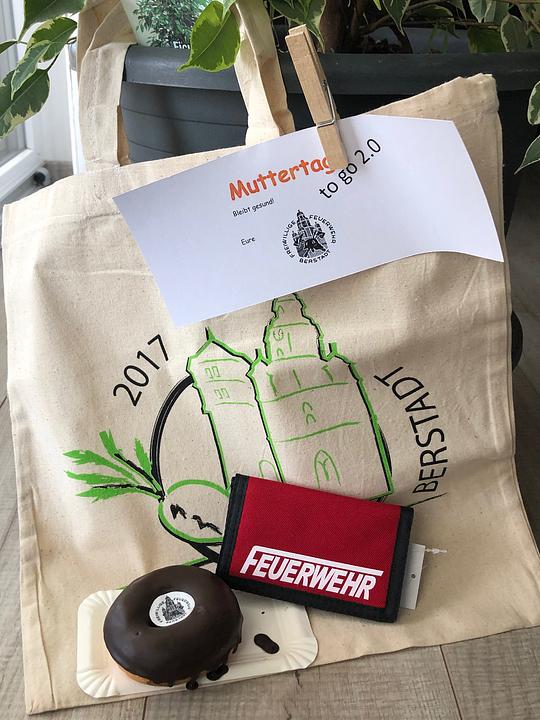 Muttertag
to go 2.0
Bleibt gesund!
Eure
FREIWILLIGE FEUERWEHR
BERSTADT
2017
BERSTADT
FEUERWEHR